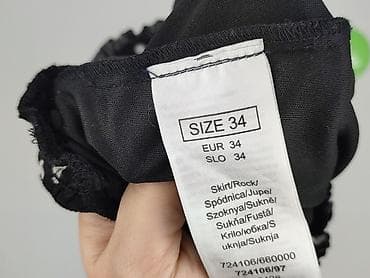 SIZE 34
EUR 34
SLO 34
Skirt/Rock/
Spódnica/Jupe/
Szoknya/Sukně/
Sukňa/Fustă/
Krilo/юбка/S
uknja/Suknja
724106/660000
724106/97